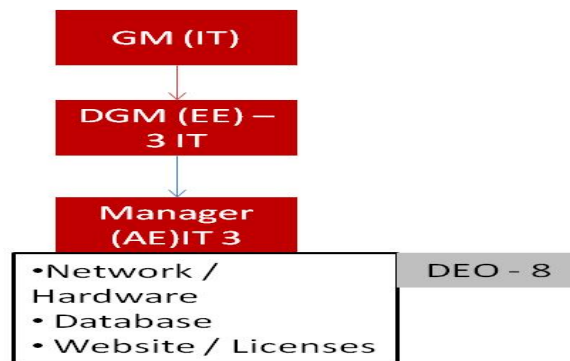 GM (IT)
DGM (EE) –
3 IT
Manager
(AE)IT 3
•Network /
Hardware
• Database
• Website / Licenses
DEO - 8